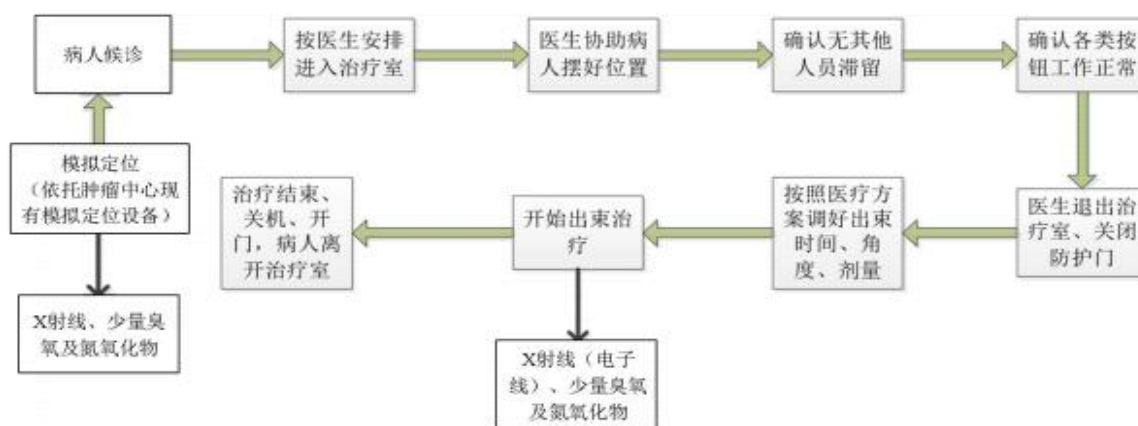 病人候诊
按医生安排
进入治疗室
医生协助病
人摆好位置
确认无其他
人员滞留
确认各类按
钮工作正常
模拟定位
（依托肿瘤中心现
有模拟定位设备）
治疗结束、
关机、开
门，病人离
开治疗室
开始出束治
疗
按照医疗方
案调好出束
时间、角
度、剂量
医生退出治
疗室、关闭
防护门
X射线、少量臭
氧及氮氧化物
X射线（电子
线）、少量臭氧
及氮氧化物